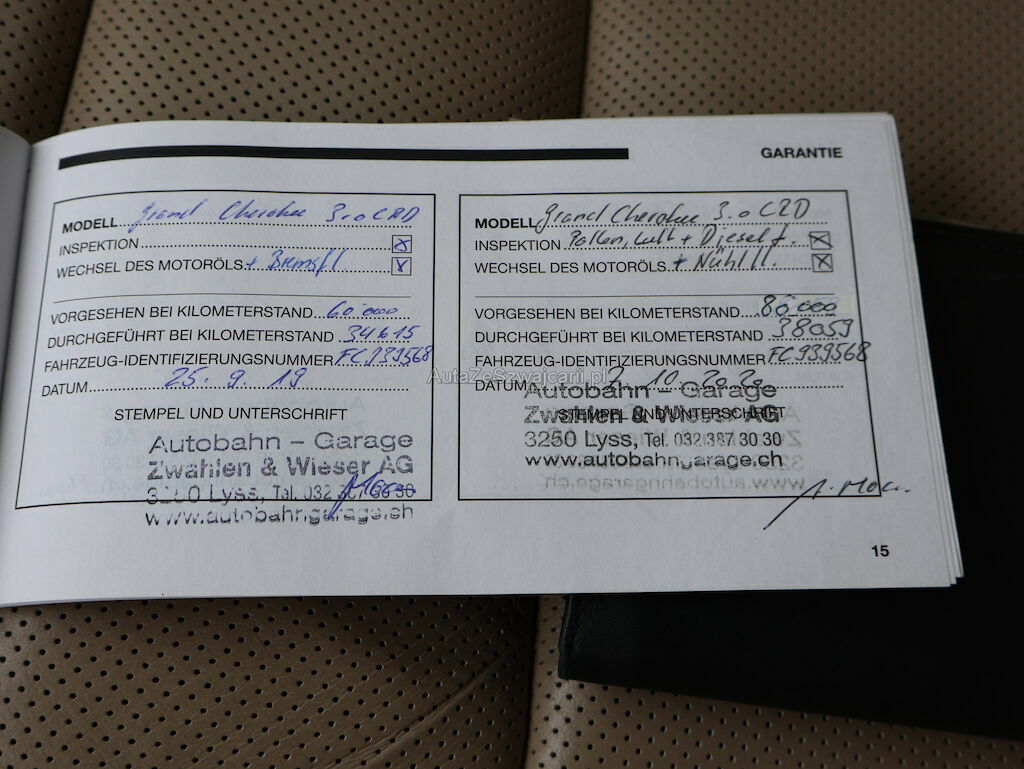 GARANTIE
MODELL Grand Cherokee 3.0 CRD
INSPEKTION ☒
WECHSEL DES MOTORÖLS + Bremsfl ☒
VORGESEHEN BEI KILOMETERSTAND 60'000
DURCHGEFÜHRT BEI KILOMETERSTAND 34615
FAHRZEUG-IDENTIFIZIERUNGSNUMMER FC939568
DATUM 25. 9. 19
STEMPEL UND UNTERSCHRIFT
Autobahn – Garage
Zwahlen & Wieser AG
3250 Lyss, Tel. 032 387 30 30
www.autobahngarage.ch
MODELL Grand Cherokee 3.0 CRD
INSPEKTION Pollen, Luft + Diesel f. ☒
WECHSEL DES MOTORÖLS + Kühlfl. ☒
VORGESEHEN BEI KILOMETERSTAND 80'000
DURCHGEFÜHRT BEI KILOMETERSTAND 38059
FAHRZEUG-IDENTIFIZIERUNGSNUMMER FC939568
DATUM 2. 10. 2020
STEMPEL UND UNTERSCHRIFT
Autobahn – Garage
Zwahlen & Wieser AG
3250 Lyss, Tel. 032 387 30 30
www.autobahngarage.ch
15
AutaZeSzwajcarii.pl